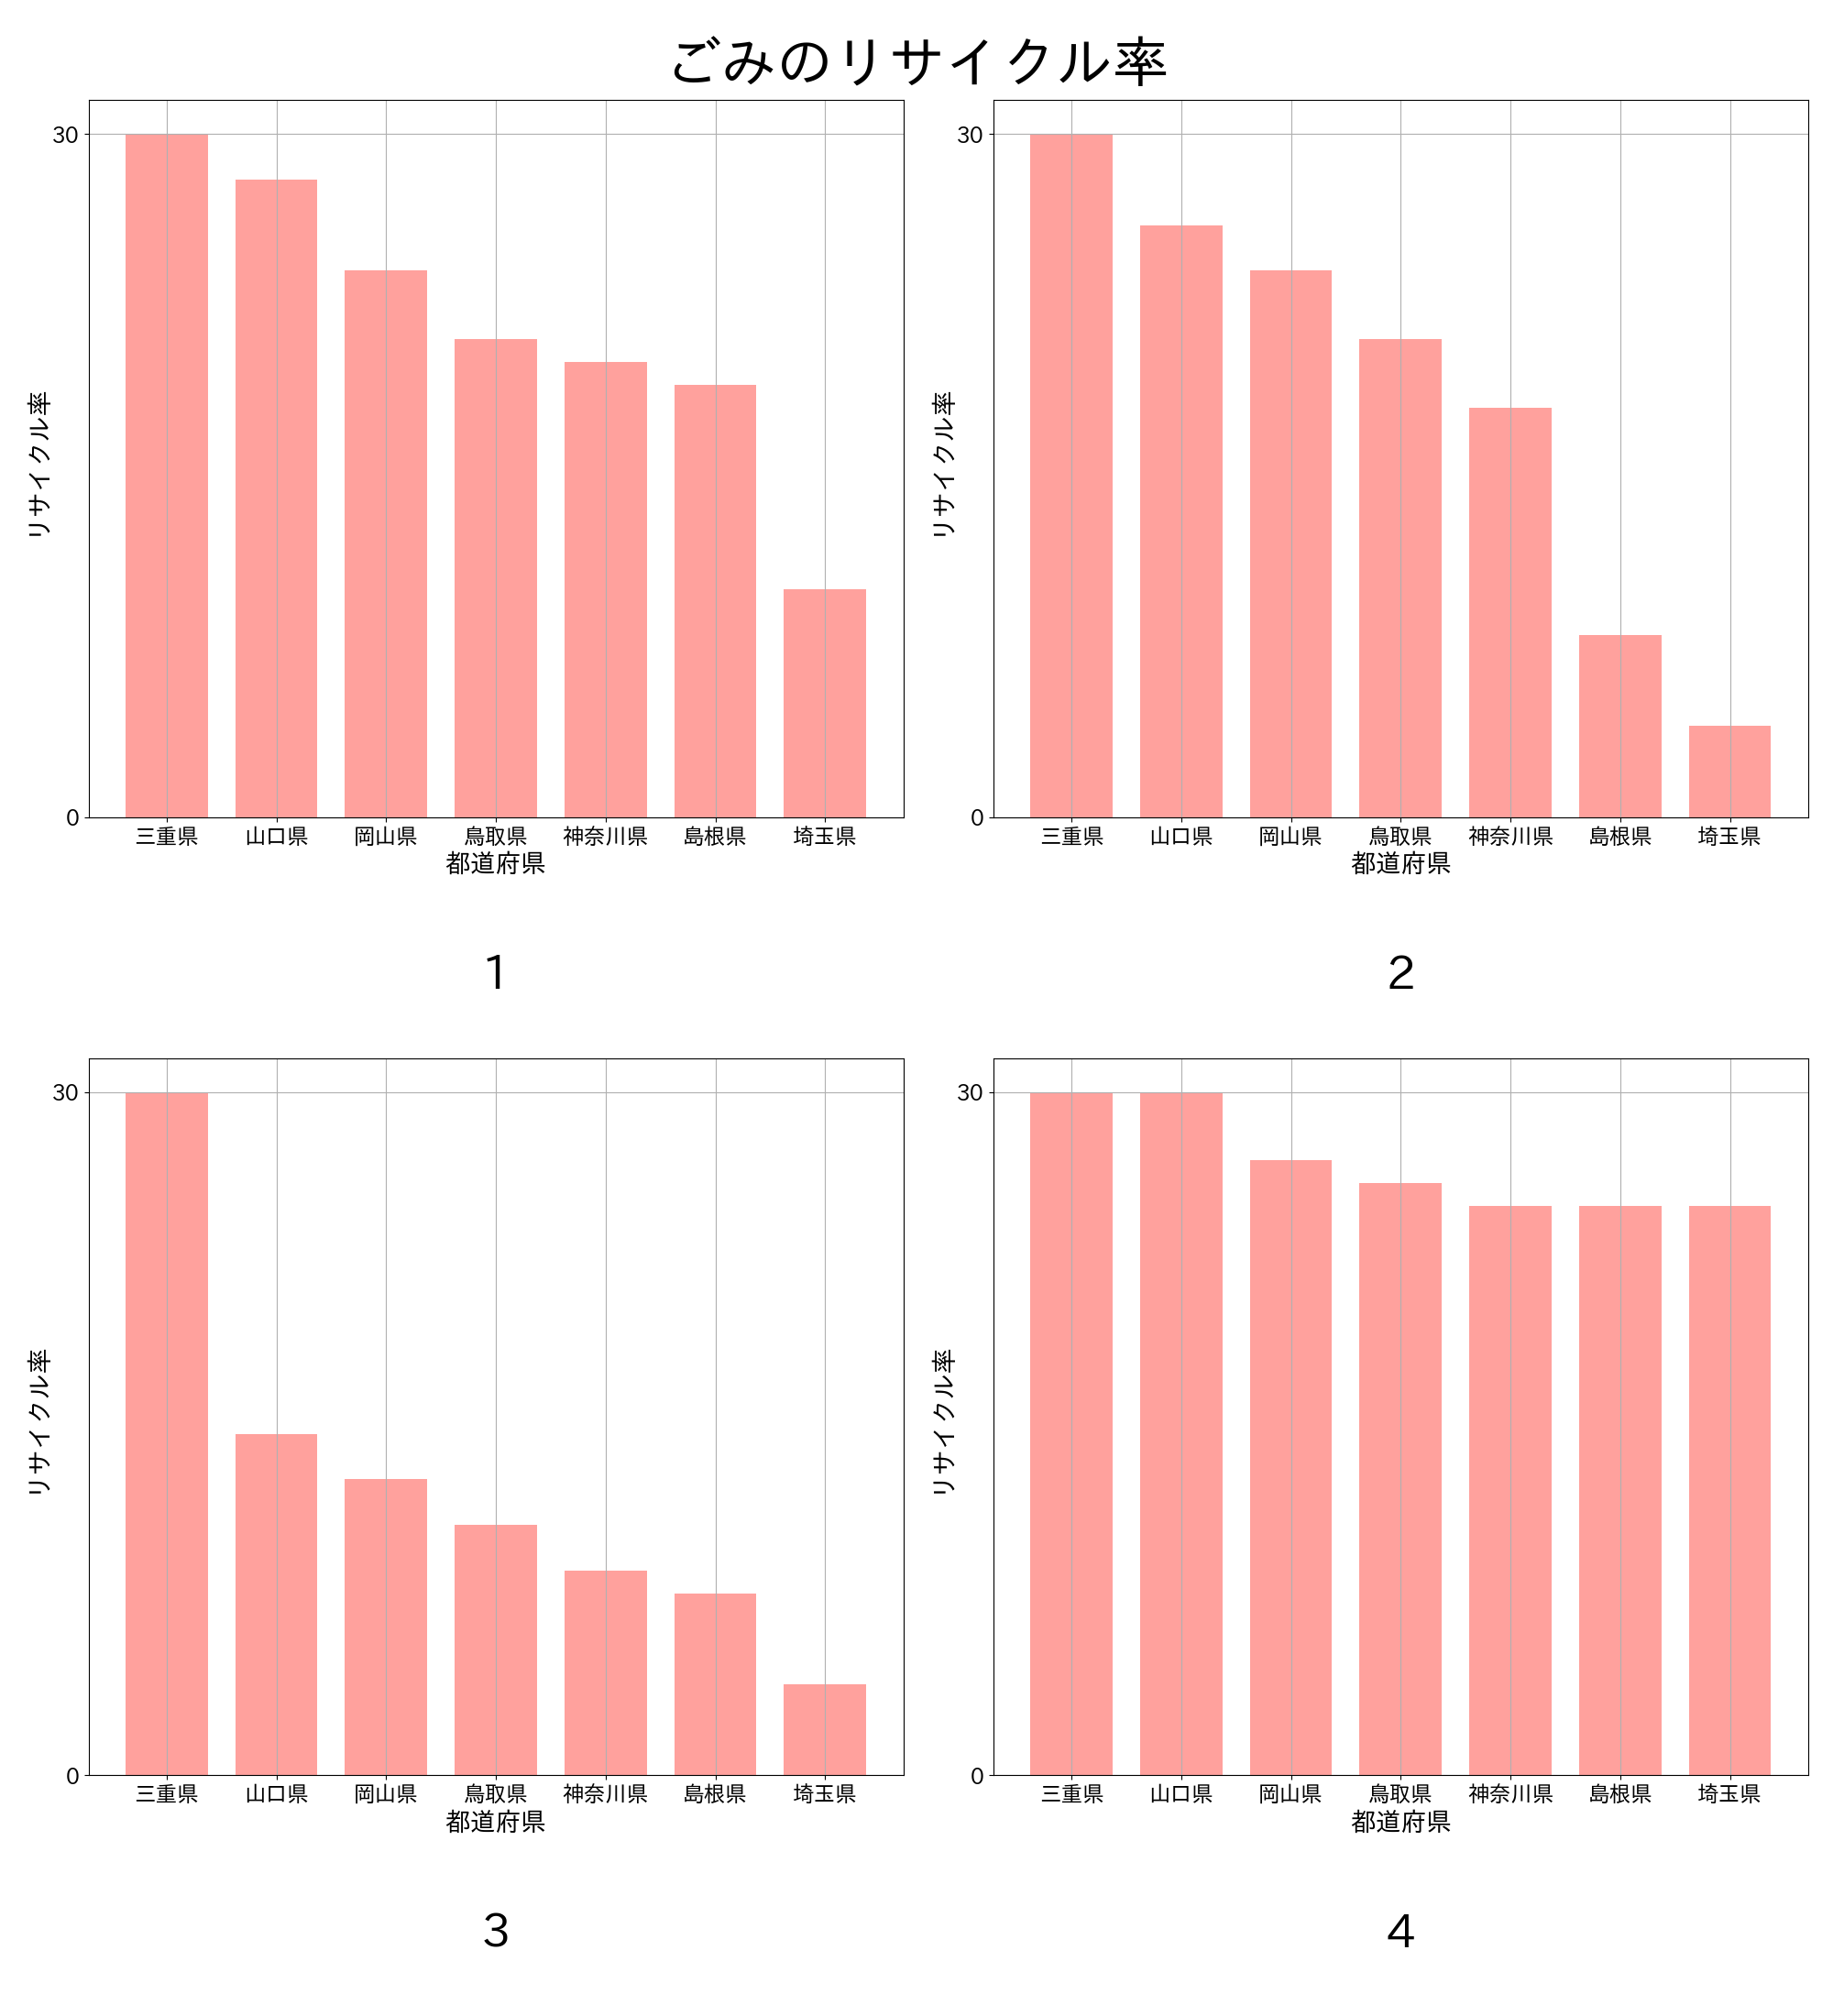 ごみのリサイクル率
30
0
リサイクル率
三重県 山口県 岡山県 鳥取県 神奈川県 島根県 埼玉県
都道府県
1
30
0
リサイクル率
三重県 山口県 岡山県 鳥取県 神奈川県 島根県 埼玉県
都道府県
2
30
0
リサイクル率
三重県 山口県 岡山県 鳥取県 神奈川県 島根県 埼玉県
都道府県
3
30
0
リサイクル率
三重県 山口県 岡山県 鳥取県 神奈川県 島根県 埼玉県
都道府県
4